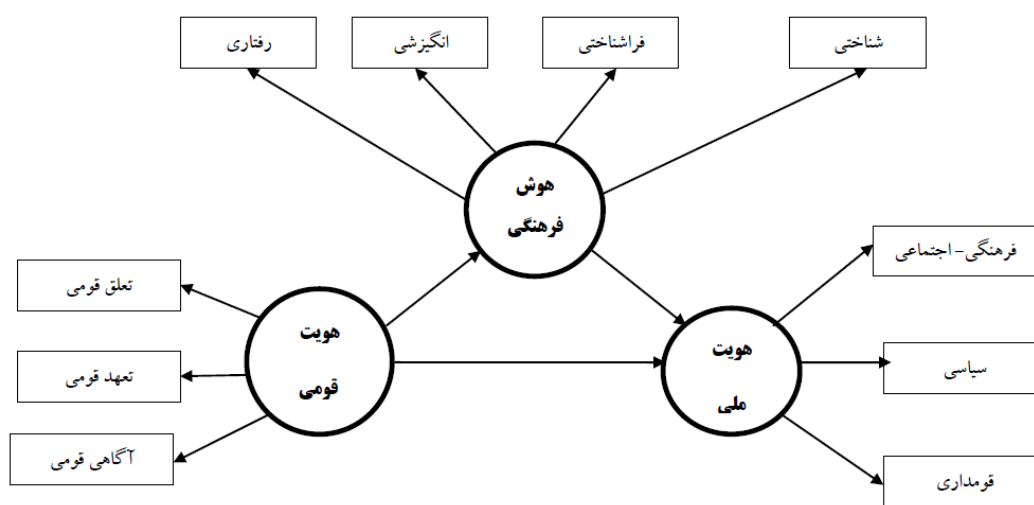 شناختی
فراشناختی
انگیزشی
رفتاری
هوش
فرهنگی
فرهنگی- اجتماعی
تعلق قومی
هویت
قومی
هویت
ملی
سیاسی
تعهد قومی
آگاهی قومی
قومداری